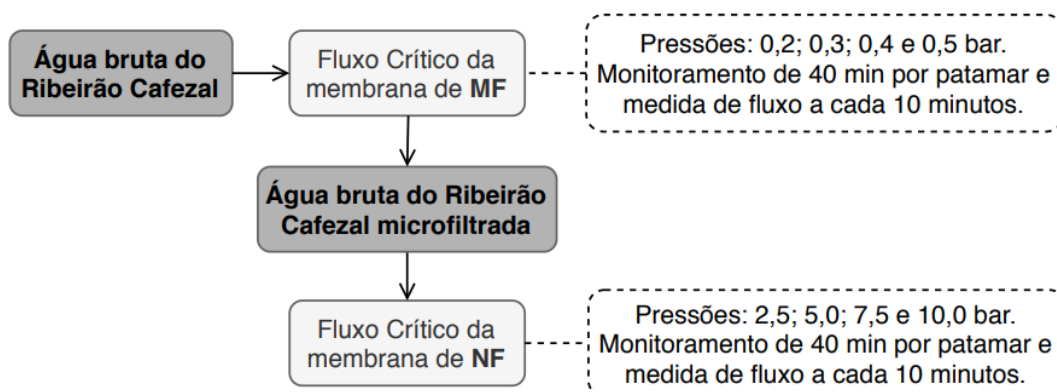 Água bruta do
Ribeirão Cafezal
Fluxo Crítico da
membrana de MF
Pressões: 0,2; 0,3; 0,4 e 0,5 bar.
Monitoramento de 40 min por patamar e
medida de fluxo a cada 10 minutos.
Água bruta do Ribeirão
Cafezal microfiltrada
Fluxo Crítico da
membrana de NF
Pressões: 2,5; 5,0; 7,5 e 10,0 bar.
Monitoramento de 40 min por patamar e
medida de fluxo a cada 10 minutos.